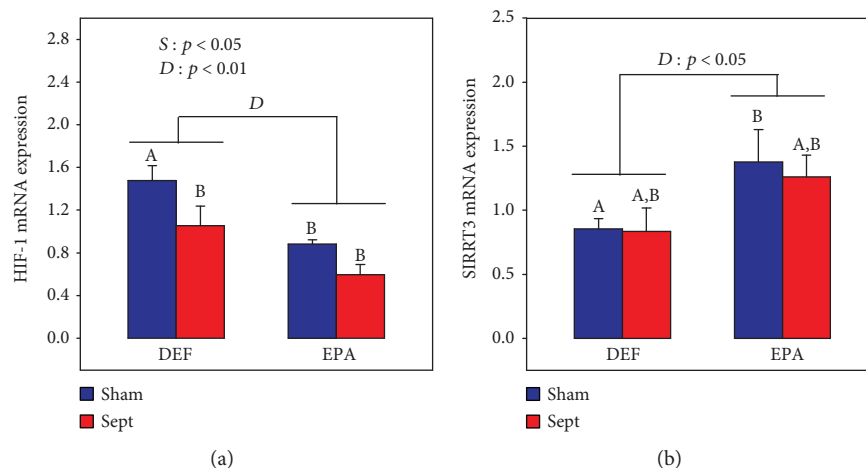 HIF-1 mRNA expression
2.8
2.4
2.0
1.6
1.2
0.8
0.4
0.0
S : p < 0.05
D : p < 0.01
D
A
B
B
B
DEF
EPA
Sham
Sept
(a)
SIRRT3 mRNA expression
2.5
2.0
1.5
1.0
0.5
0.0
D : p < 0.05
A
A,B
B
A,B
DEF
EPA
Sham
Sept
(b)